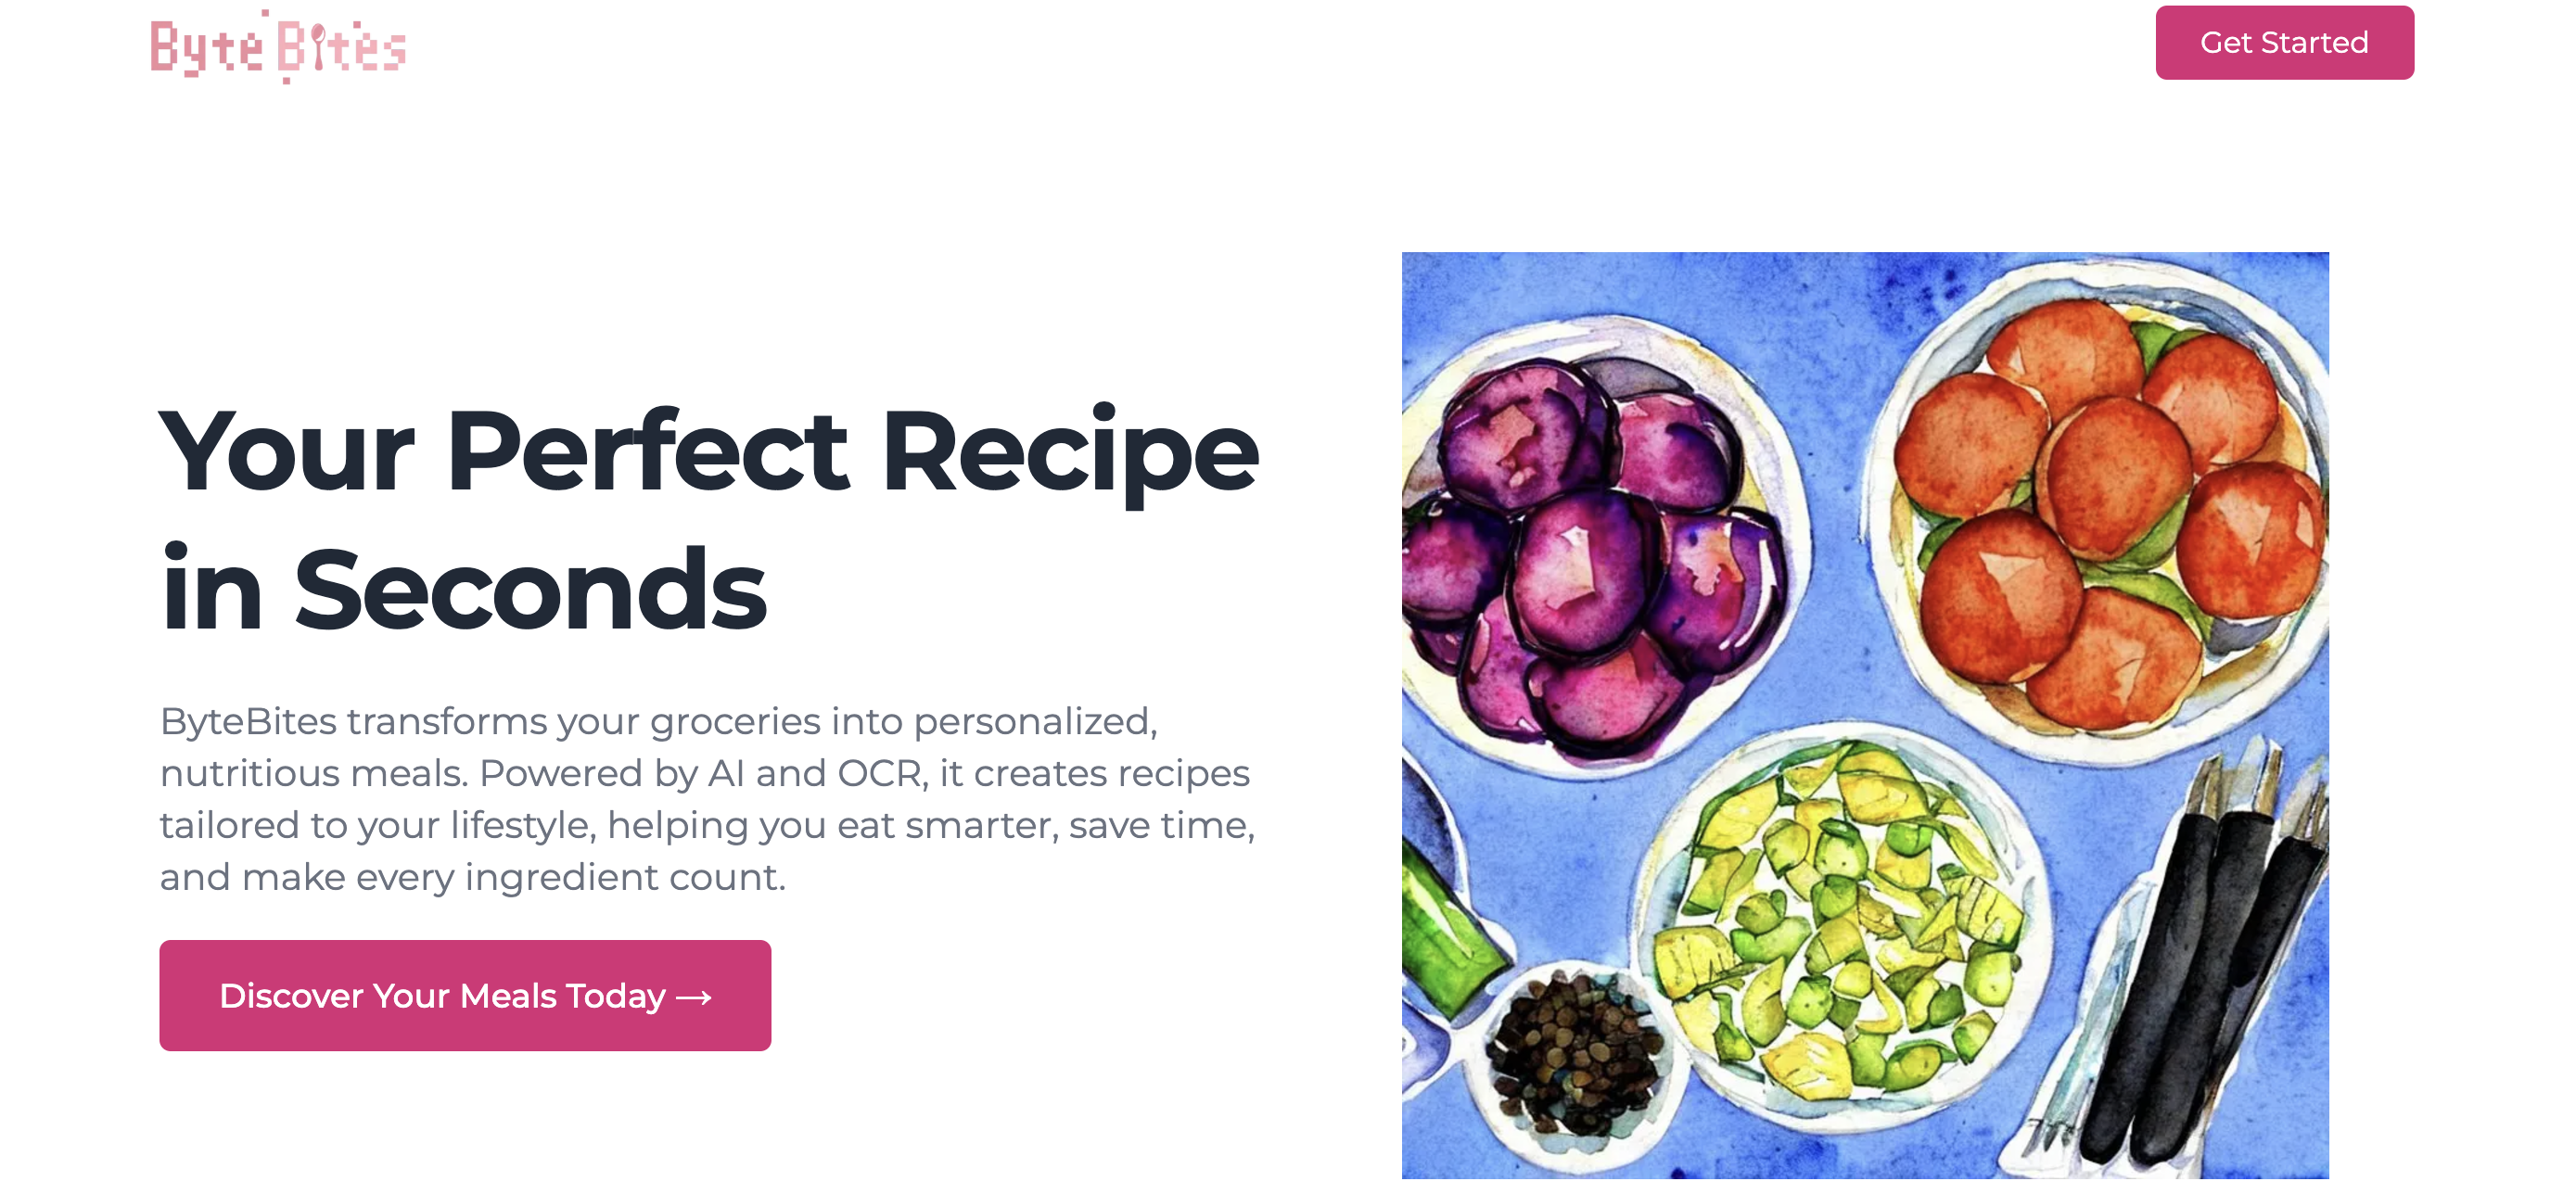 Byte Bites
Get Started
Your Perfect Recipe
in Seconds
ByteBites transforms your groceries into personalized,
nutritious meals. Powered by AI and OCR, it creates recipes
tailored to your lifestyle, helping you eat smarter, save time,
and make every ingredient count.
Discover Your Meals Today →